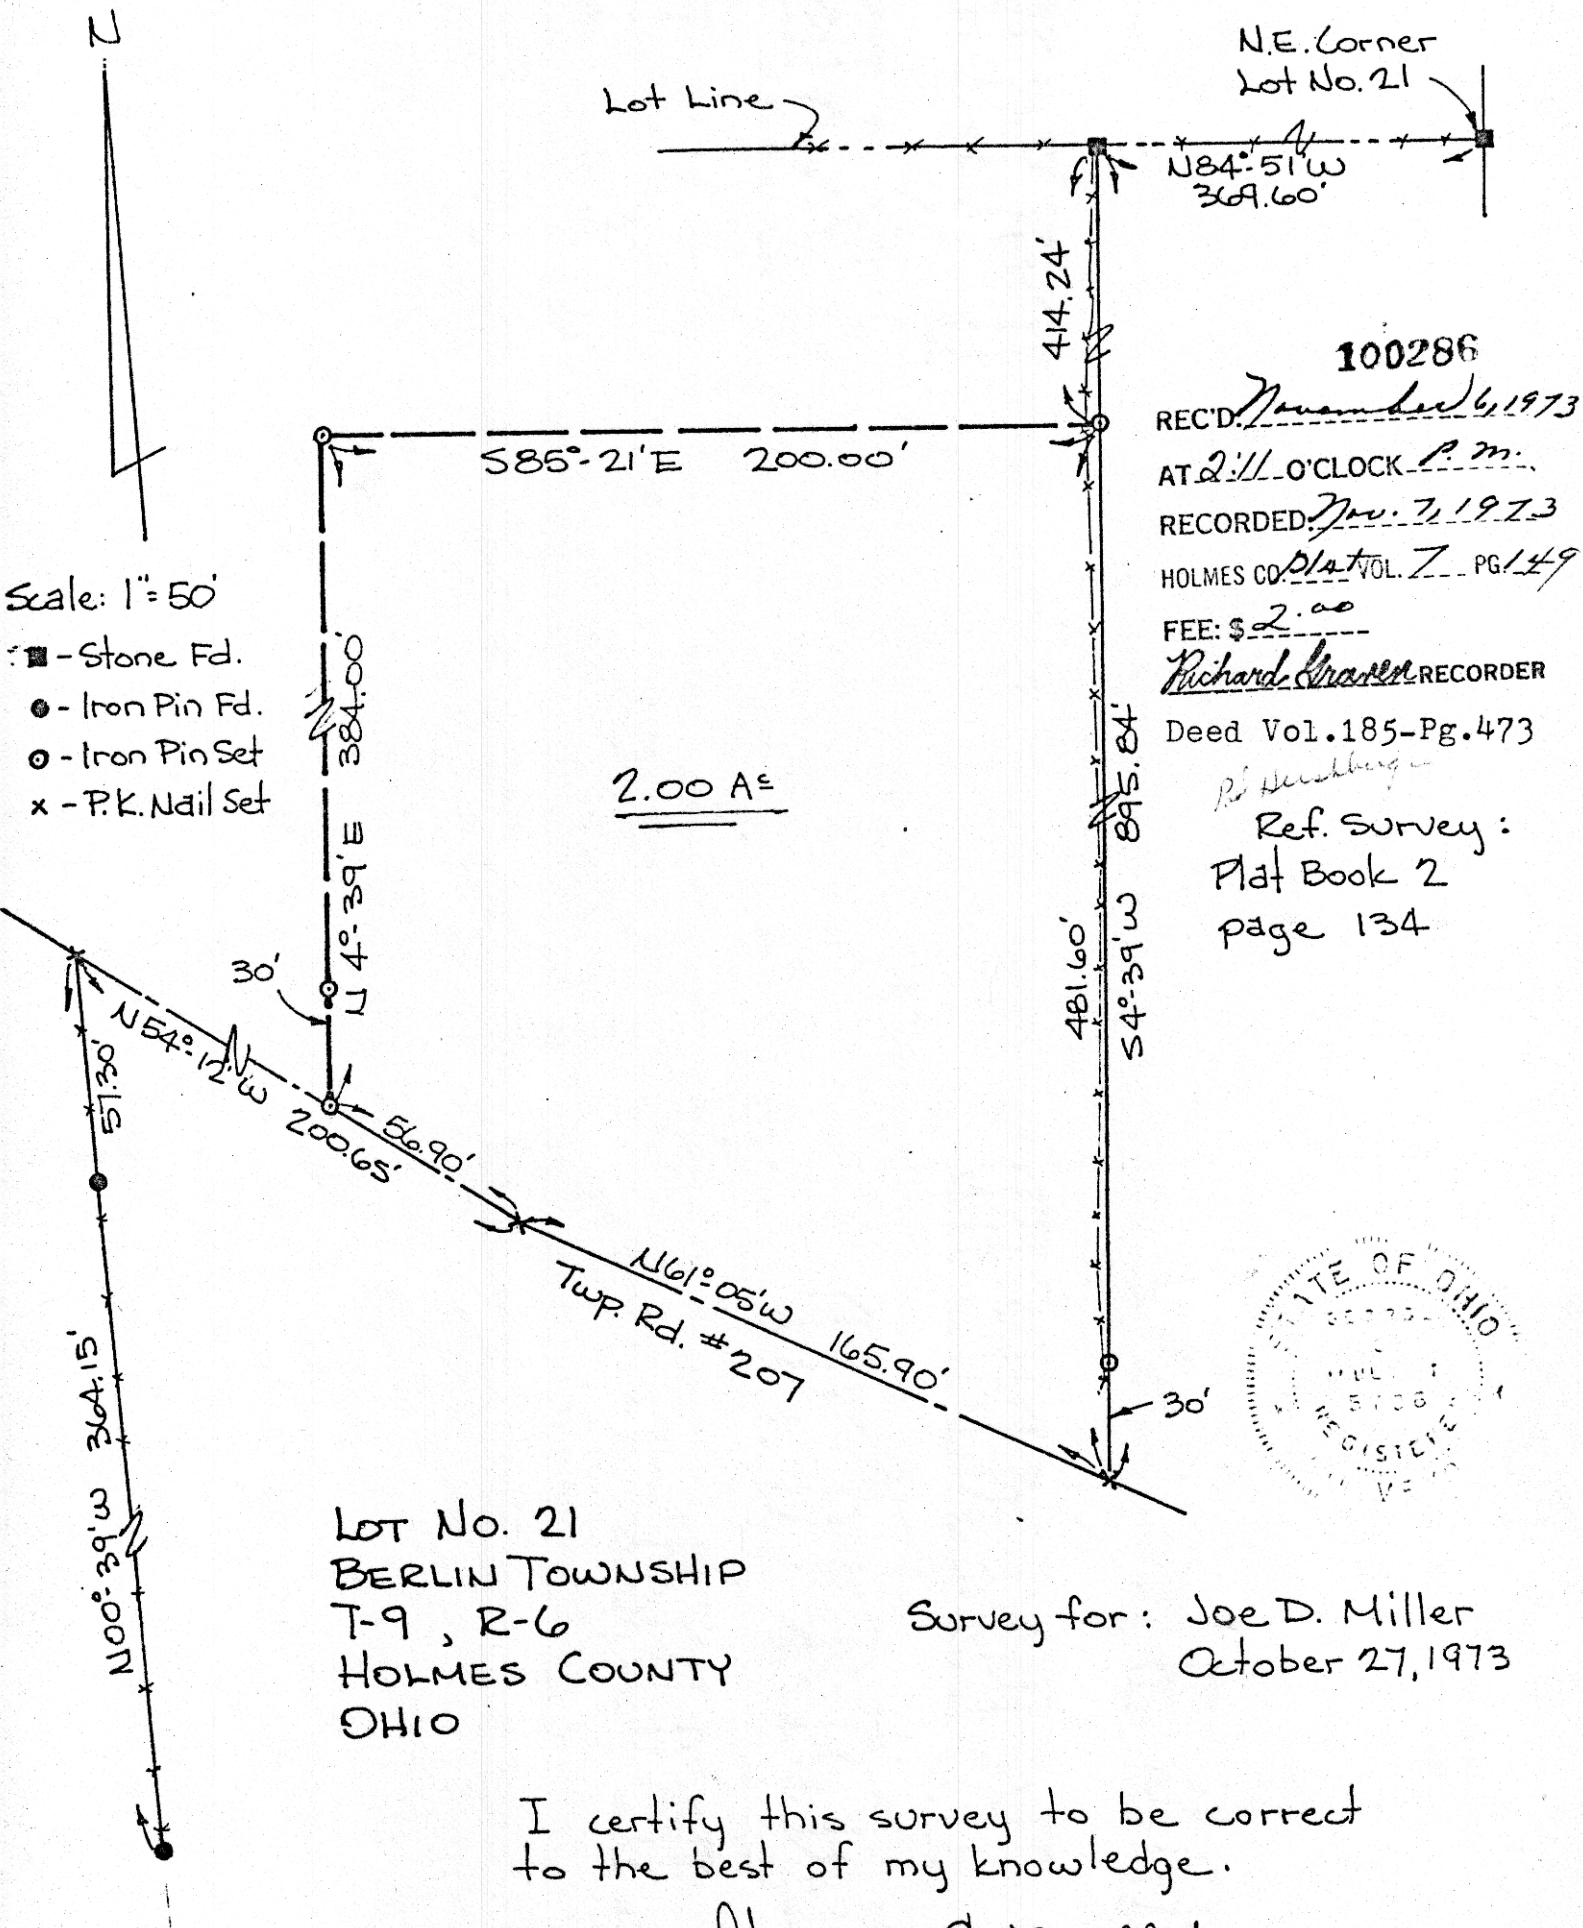 N
N.E. Corner
Lot No. 21
Lot Line
N84°-51'W
369.60'
414.24'
100286
REC'D. November 6, 1973
AT 2:11 O'CLOCK P. m.
RECORDED Nov. 7, 1973
HOLMES CO. Plat VOL. 7 PG. 149
FEE: $ 2.00
Richard Graven RECORDER
Deed Vol.185-Pg.473
Ref. Survey:
Plat Book 2
page 134
S85°-21'E 200.00'
Scale: 1"=50'
- Stone Fd.
- Iron Pin Fd.
- Iron Pin Set
x - P.K. Nail Set
N 4°-39'E 384.00'
2.00 Ac
895.84'
481.60'
S4°-39'W
30'
N54°-12'W 200.65'
57.30'
56.90'
N61°-05'W 165.90'
Twp. Rd. #207
30'
N00°-39'W 364.15'
STATE OF OHIO
REGISTERED
LOT No. 21
BERLIN TOWNSHIP
T-9, R-6
HOLMES COUNTY
OHIO
Survey for: Joe D. Miller
October 27, 1973
I certify this survey to be correct
to the best of my knowledge.